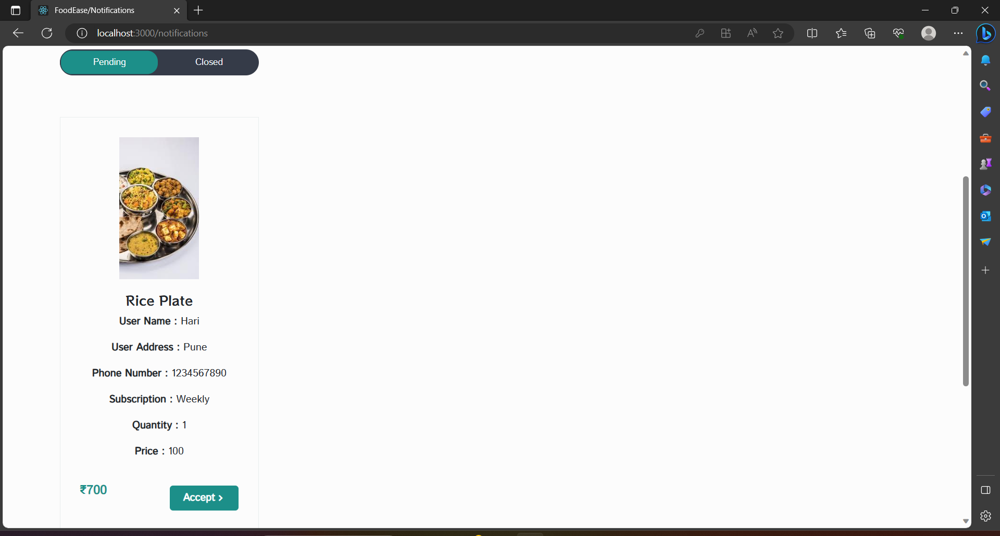 FoodEase/Notifications
localhost:3000/notifications
Pending
Closed
Rice Plate
User Name : Hari
User Address : Pune
Phone Number : 1234567890
Subscription : Weekly
Quantity : 1
Price : 100
₹700
Accept >